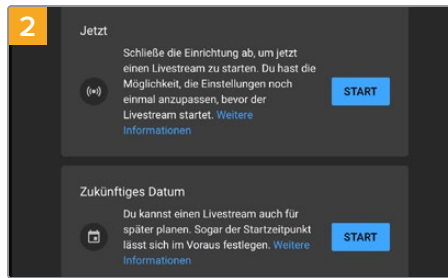 2
Jetzt
Schließe die Einrichtung ab, um jetzt
einen Livestream zu starten. Du hast die
Möglichkeit, die Einstellungen noch
einmal anzupassen, bevor der
Livestream startet. Weitere
Informationen
START
Zukünftiges Datum
Du kannst einen Livestream auch für
später planen. Sogar der Startzeitpunkt
lässt sich im Voraus festlegen. Weitere
Informationen
START